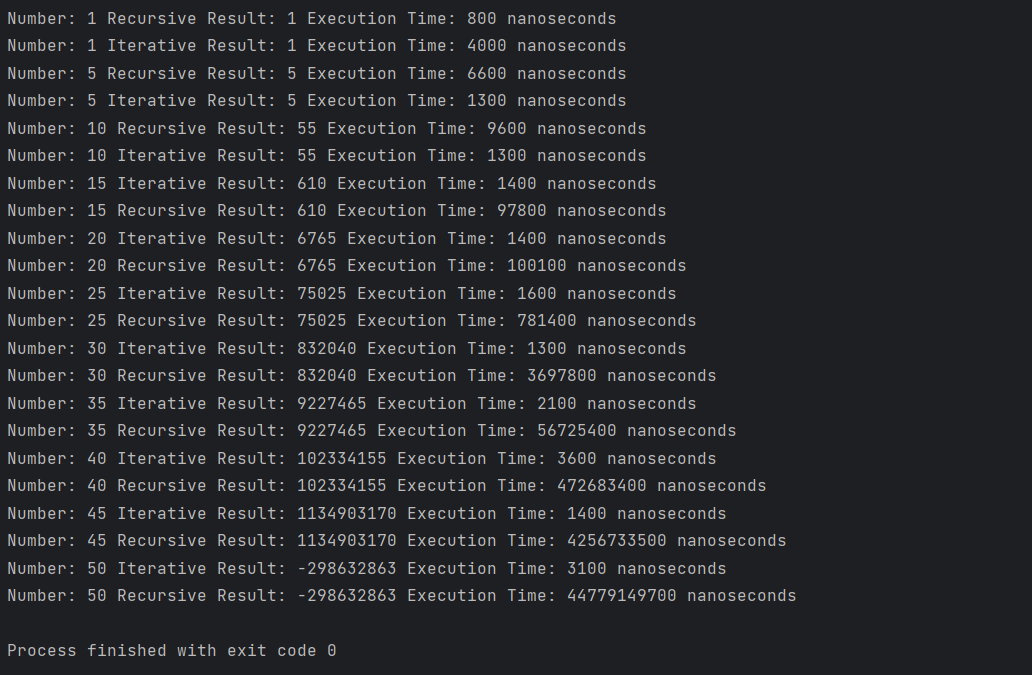 Number: 1 Recursive Result: 1 Execution Time: 800 nanoseconds
Number: 1 Iterative Result: 1 Execution Time: 4000 nanoseconds
Number: 5 Recursive Result: 5 Execution Time: 6600 nanoseconds
Number: 5 Iterative Result: 5 Execution Time: 1300 nanoseconds
Number: 10 Recursive Result: 55 Execution Time: 9600 nanoseconds
Number: 10 Iterative Result: 55 Execution Time: 1300 nanoseconds
Number: 15 Iterative Result: 610 Execution Time: 1400 nanoseconds
Number: 15 Recursive Result: 610 Execution Time: 97800 nanoseconds
Number: 20 Iterative Result: 6765 Execution Time: 1400 nanoseconds
Number: 20 Recursive Result: 6765 Execution Time: 100100 nanoseconds
Number: 25 Iterative Result: 75025 Execution Time: 1600 nanoseconds
Number: 25 Recursive Result: 75025 Execution Time: 781400 nanoseconds
Number: 30 Iterative Result: 832040 Execution Time: 1300 nanoseconds
Number: 30 Recursive Result: 832040 Execution Time: 3697800 nanoseconds
Number: 35 Iterative Result: 9227465 Execution Time: 2100 nanoseconds
Number: 35 Recursive Result: 9227465 Execution Time: 56725400 nanoseconds
Number: 40 Iterative Result: 102334155 Execution Time: 3600 nanoseconds
Number: 40 Recursive Result: 102334155 Execution Time: 472683400 nanoseconds
Number: 45 Iterative Result: 1134903170 Execution Time: 1400 nanoseconds
Number: 45 Recursive Result: 1134903170 Execution Time: 4256733500 nanoseconds
Number: 50 Iterative Result: -298632863 Execution Time: 3100 nanoseconds
Number: 50 Recursive Result: -298632863 Execution Time: 44779149700 nanoseconds
Process finished with exit code 0